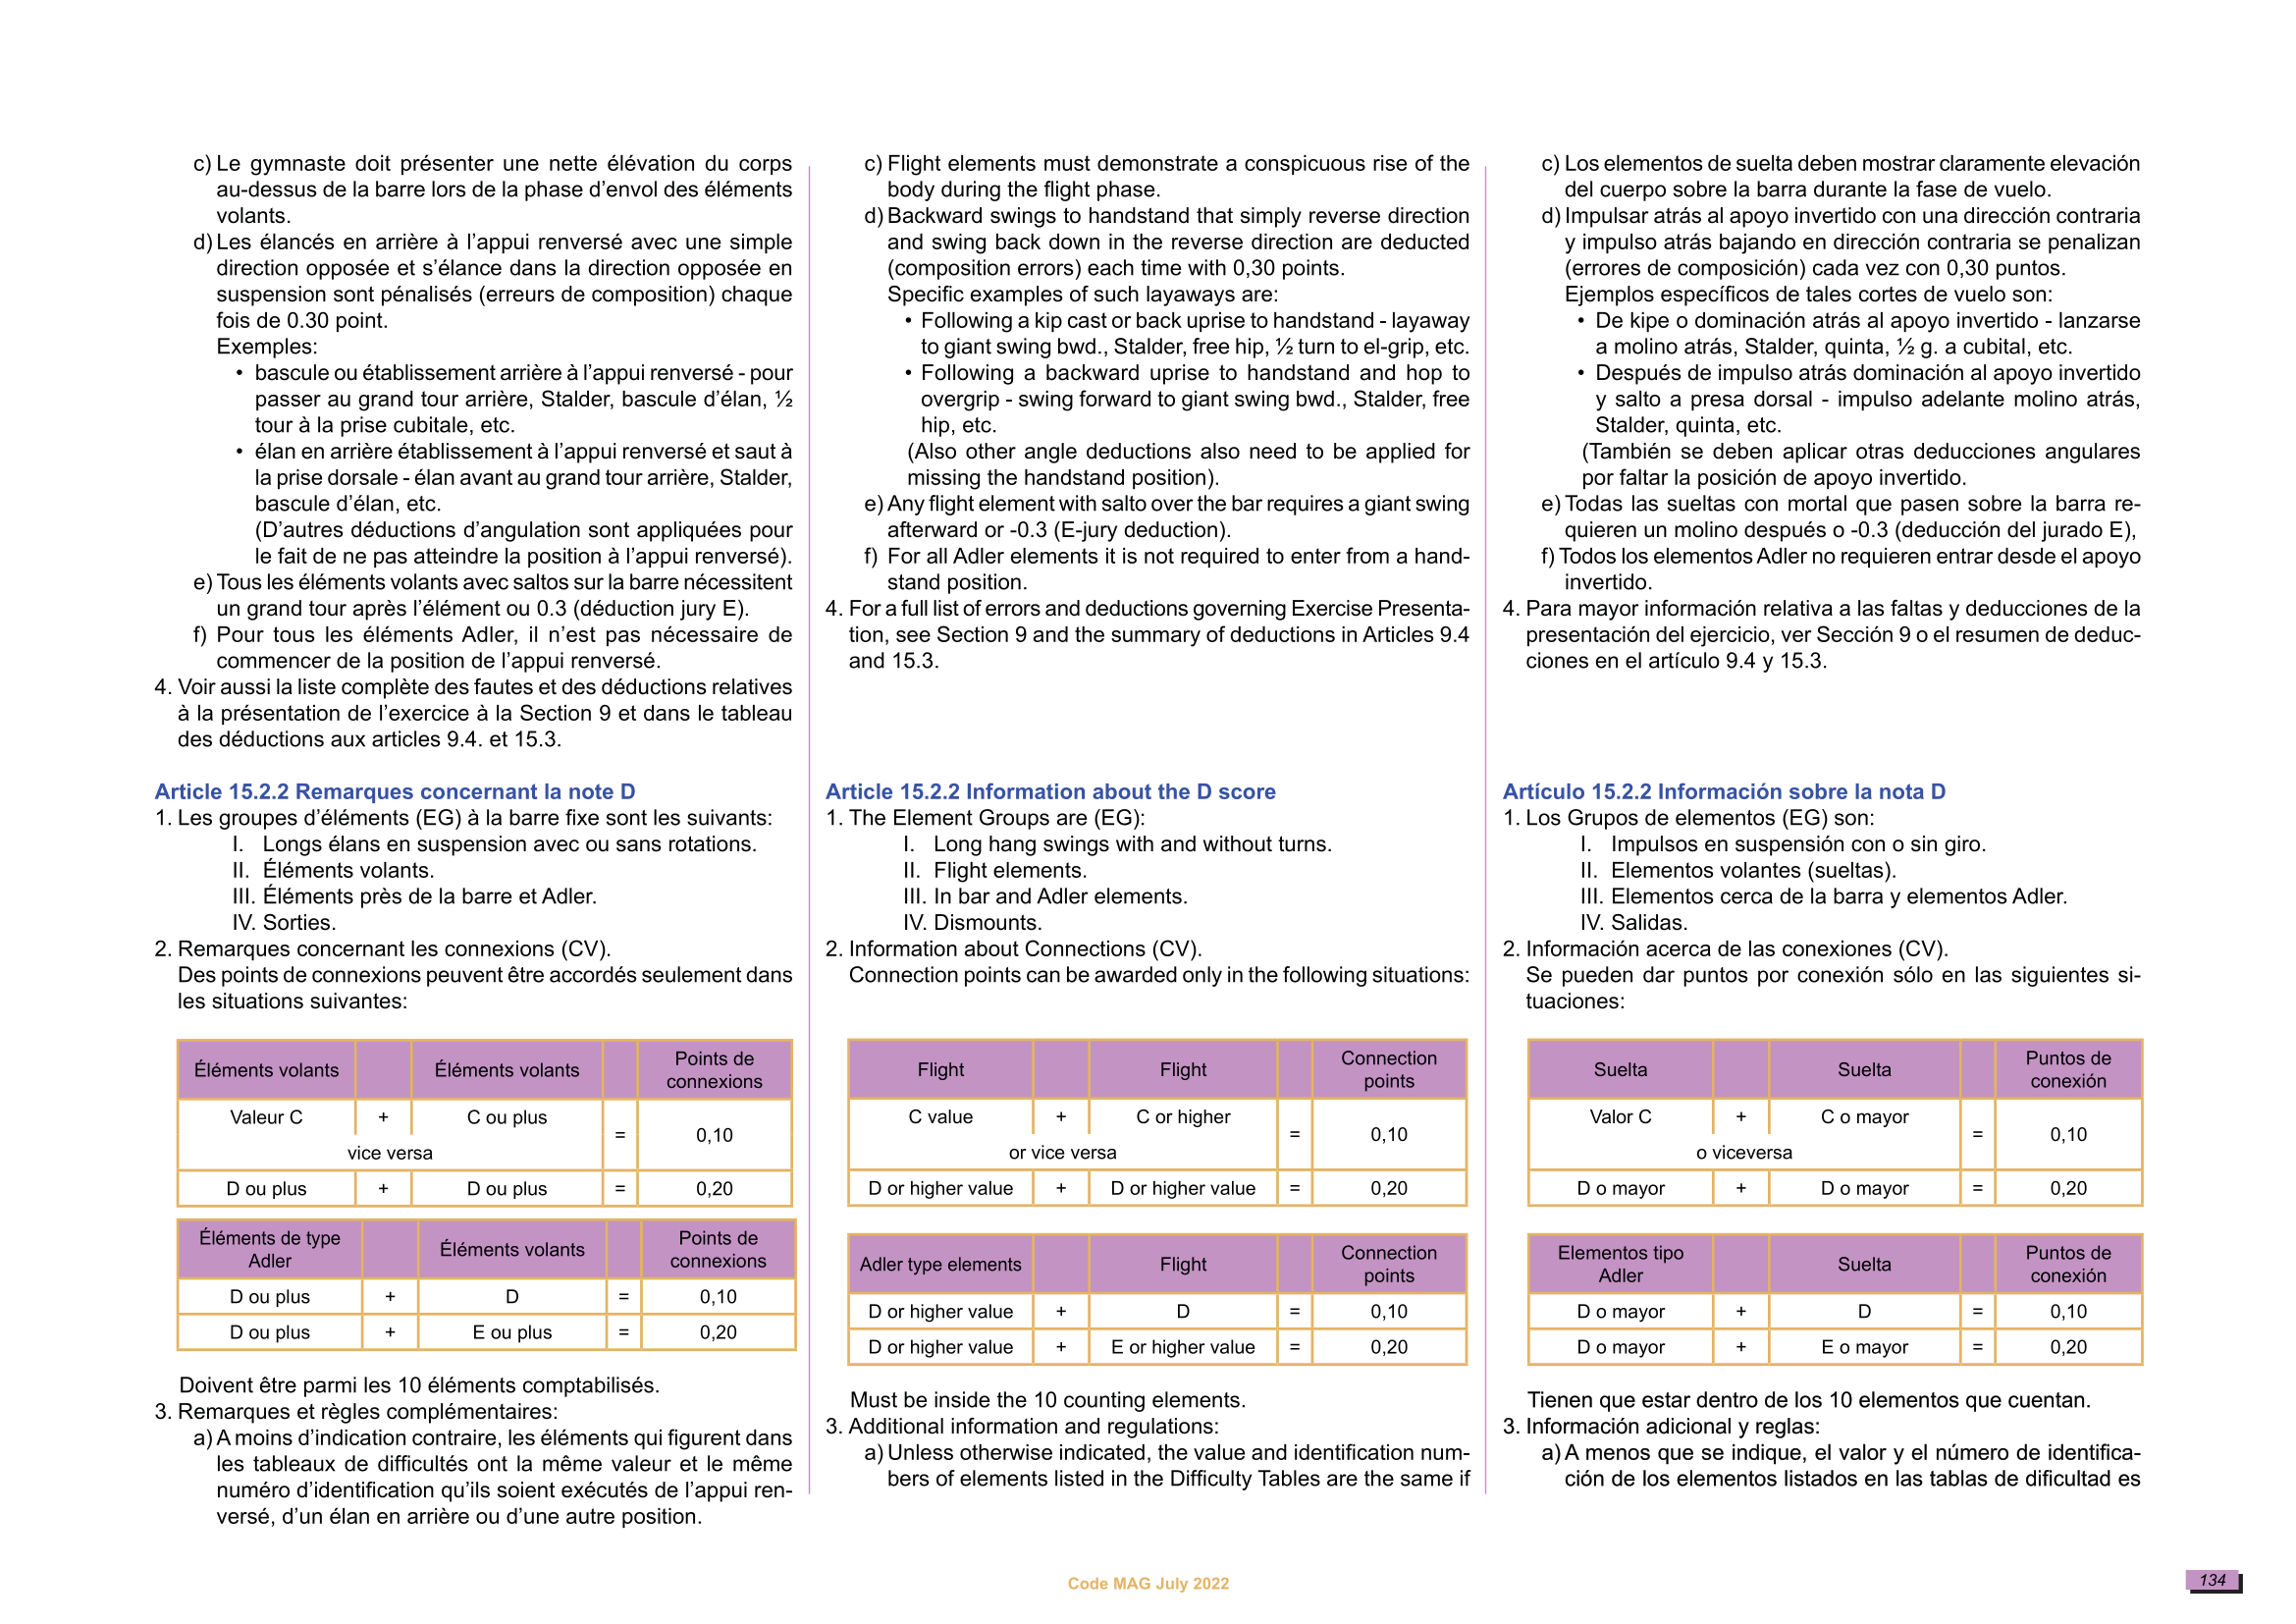 c) Le gymnaste doit présenter une nette élévation du corps
au-dessus de la barre lors de la phase d’envol des éléments
volants.
d) Les élancés en arrière à l’appui renversé avec une simple
direction opposée et s’élance dans la direction opposée en
suspension sont pénalisés (erreurs de composition) chaque
fois de 0.30 point.
Exemples:
• bascule ou établissement arrière à l’appui renversé - pour
passer au grand tour arrière, Stalder, bascule d’élan, ½
tour à la prise cubitale, etc.
• élan en arrière établissement à l’appui renversé et saut à
la prise dorsale - élan avant au grand tour arrière, Stalder,
bascule d’élan, etc.
(D’autres déductions d’angulation sont appliquées pour
le fait de ne pas atteindre la position à l’appui renversé).
e) Tous les éléments volants avec saltos sur la barre nécessitent
un grand tour après l’élément ou 0.3 (déduction jury E).
f) Pour tous les éléments Adler, il n’est pas nécessaire de
commencer de la position de l’appui renversé.
4. Voir aussi la liste complète des fautes et des déductions relatives
à la présentation de l’exercice à la Section 9 et dans le tableau
des déductions aux articles 9.4. et 15.3.
Article 15.2.2 Remarques concernant la note D
1. Les groupes d’éléments (EG) à la barre fixe sont les suivants:
I. Longs élans en suspension avec ou sans rotations.
II. Éléments volants.
III. Éléments près de la barre et Adler.
IV. Sorties.
2. Remarques concernant les connexions (CV).
Des points de connexions peuvent être accordés seulement dans
les situations suivantes:
Éléments volants Éléments volants Points de connexions
Valeur C + C ou plus = 0,10
vice versa
D ou plus + D ou plus = 0,20
Éléments de type Adler Éléments volants Points de connexions
D ou plus + D = 0,10
D ou plus + E ou plus = 0,20
Doivent être parmi les 10 éléments comptabilisés.
3. Remarques et règles complémentaires:
a) A moins d’indication contraire, les éléments qui figurent dans
les tableaux de difficultés ont la même valeur et le même
numéro d’identification qu’ils soient exécutés de l’appui ren-
versé, d’un élan en arrière ou d’une autre position.
c) Flight elements must demonstrate a conspicuous rise of the
body during the flight phase.
d) Backward swings to handstand that simply reverse direction
and swing back down in the reverse direction are deducted
(composition errors) each time with 0,30 points.
Specific examples of such layaways are:
• Following a kip cast or back uprise to handstand - layaway
to giant swing bwd., Stalder, free hip, ½ turn to el-grip, etc.
• Following a backward uprise to handstand and hop to
overgrip - swing forward to giant swing bwd., Stalder, free
hip, etc.
(Also other angle deductions also need to be applied for
missing the handstand position).
e) Any flight element with salto over the bar requires a giant swing
afterward or -0.3 (E-jury deduction).
f) For all Adler elements it is not required to enter from a hand-
stand position.
4. For a full list of errors and deductions governing Exercise Presenta-
tion, see Section 9 and the summary of deductions in Articles 9.4
and 15.3.
Article 15.2.2 Information about the D score
1. The Element Groups are (EG):
I. Long hang swings with and without turns.
II. Flight elements.
III. In bar and Adler elements.
IV. Dismounts.
2. Information about Connections (CV).
Connection points can be awarded only in the following situations:
Flight Flight Connection points
C value + C or higher = 0,10
or vice versa
D or higher value + D or higher value = 0,20
Adler type elements Flight Connection points
D or higher value + D = 0,10
D or higher value + E or higher value = 0,20
Must be inside the 10 counting elements.
3. Additional information and regulations:
a) Unless otherwise indicated, the value and identification num-
bers of elements listed in the Difficulty Tables are the same if
c) Los elementos de suelta deben mostrar claramente elevación
del cuerpo sobre la barra durante la fase de vuelo.
d) Impulsar atrás al apoyo invertido con una dirección contraria
y impulso atrás bajando en dirección contraria se penalizan
(errores de composición) cada vez con 0,30 puntos.
Ejemplos específicos de tales cortes de vuelo son:
• De kipe o dominación atrás al apoyo invertido - lanzarse
a molino atrás, Stalder, quinta, ½ g. a cubital, etc.
• Después de impulso atrás dominación al apoyo invertido
y salto a presa dorsal - impulso adelante molino atrás,
Stalder, quinta, etc.
(También se deben aplicar otras deducciones angulares
por faltar la posición de apoyo invertido.
e) Todas las sueltas con mortal que pasen sobre la barra re-
quieren un molino después o -0.3 (deducción del jurado E),
f) Todos los elementos Adler no requieren entrar desde el apoyo
invertido.
4. Para mayor información relativa a las faltas y deducciones de la
presentación del ejercicio, ver Sección 9 o el resumen de deduc-
ciones en el artículo 9.4 y 15.3.
Artículo 15.2.2 Información sobre la nota D
1. Los Grupos de elementos (EG) son:
I. Impulsos en suspensión con o sin giro.
II. Elementos volantes (sueltas).
III. Elementos cerca de la barra y elementos Adler.
IV. Salidas.
2. Información acerca de las conexiones (CV).
Se pueden dar puntos por conexión sólo en las siguientes si-
tuaciones:
Suelta Suelta Puntos de conexión
Valor C + C o mayor = 0,10
o viceversa
D o mayor + D o mayor = 0,20
Elementos tipo Adler Suelta Puntos de conexión
D o mayor + D = 0,10
D o mayor + E o mayor = 0,20
Tienen que estar dentro de los 10 elementos que cuentan.
3. Información adicional y reglas:
a) A menos que se indique, el valor y el número de identifica-
ción de los elementos listados en las tablas de dificultad es
Code MAG July 2022
134